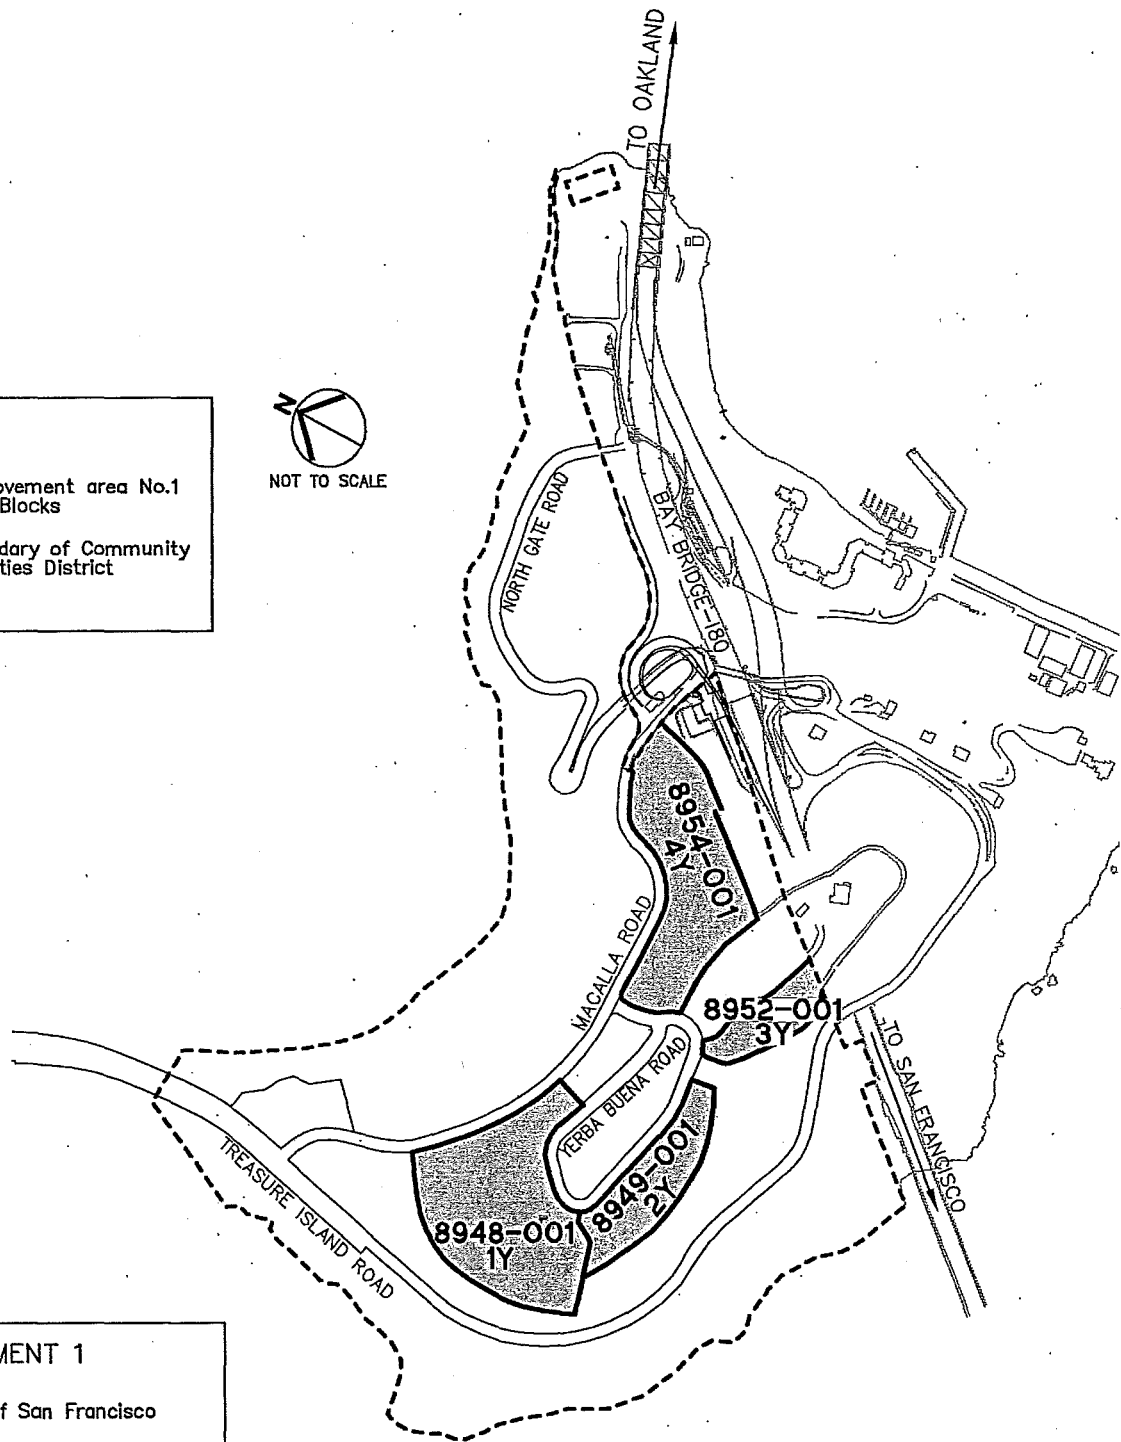 TO OAKLAND
N
NOT TO SCALE
ovement area No.1
Blocks
dary of Community
ties District
NORTH GATE ROAD
BAY BRIDGE-I80
8954-001
4Y
MACALLA ROAD
8952-001
3Y
TO SAN FRANCISCO
YERBA BUENA ROAD
8949-001
2Y
TREASURE ISLAND ROAD
8948-001
1Y
MENT 1
f San Francisco